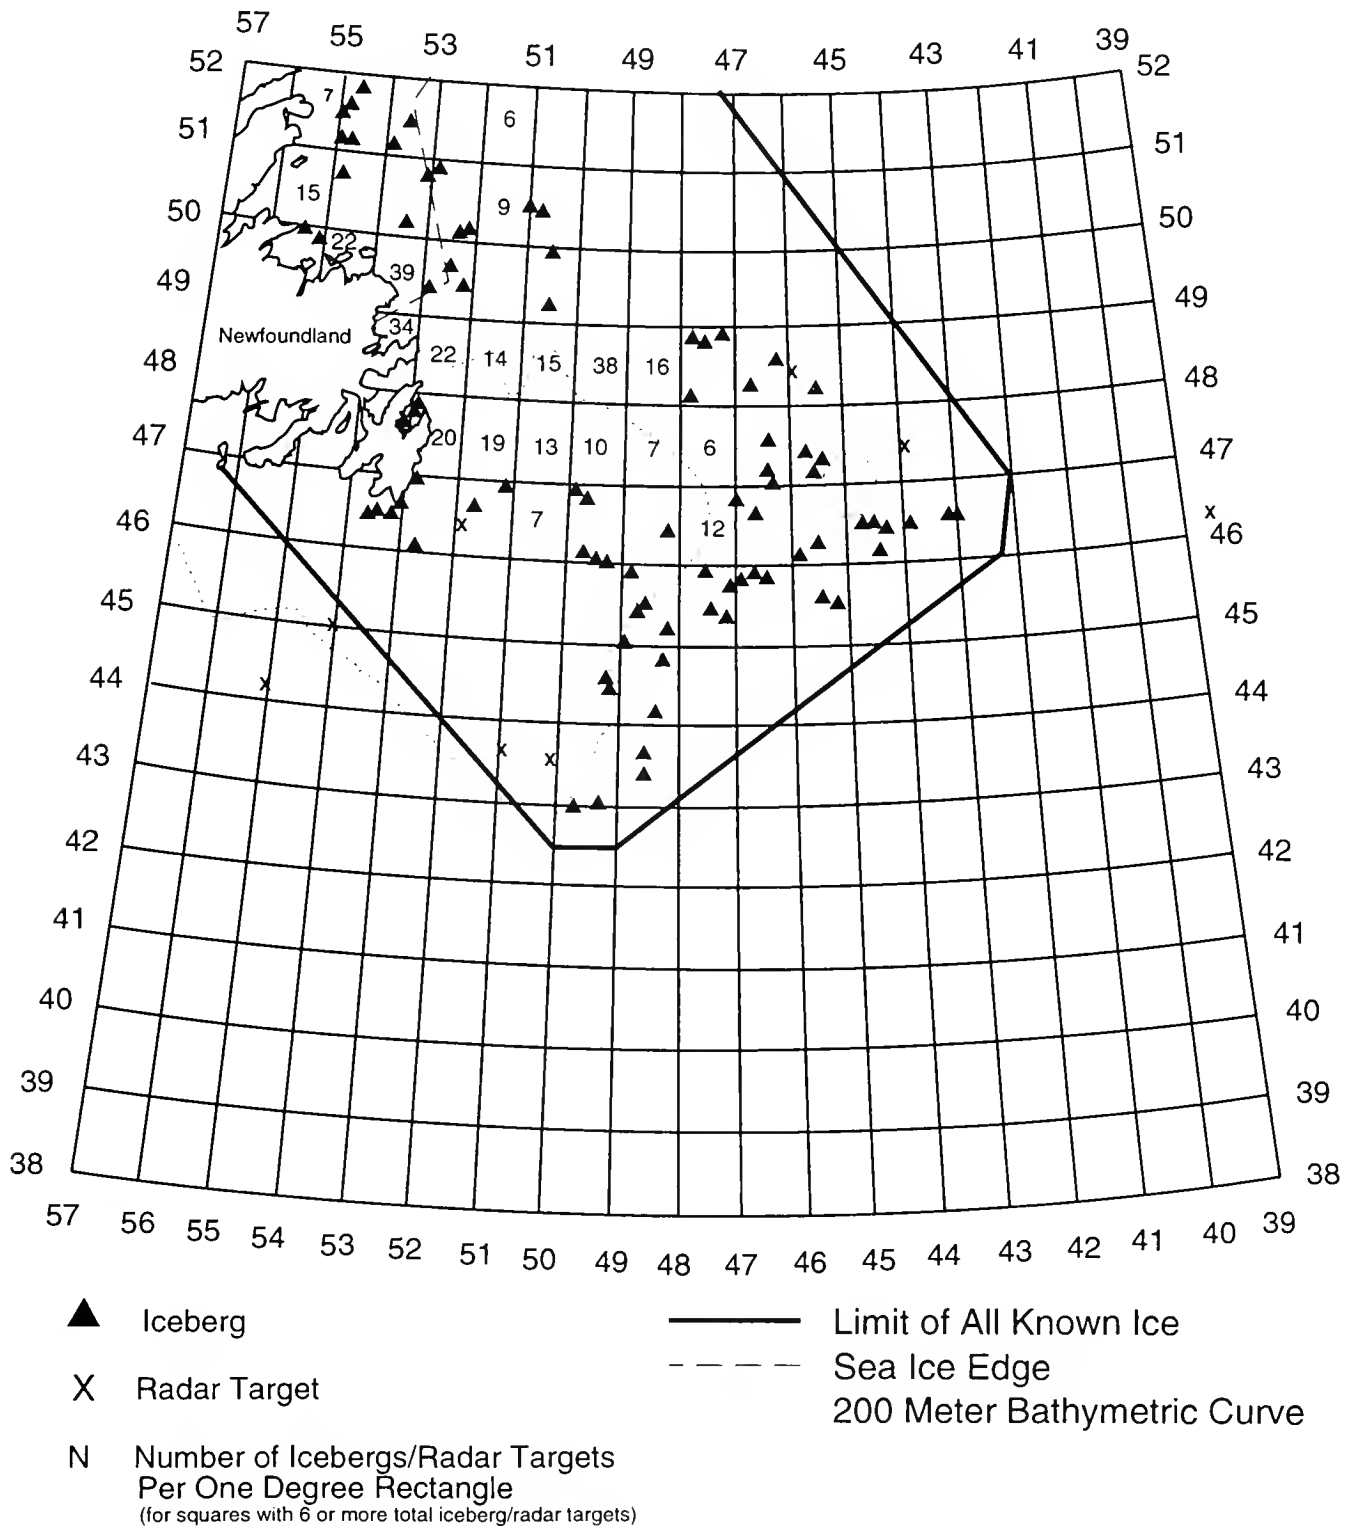 57 55 53 51 49 47 45 43 41 39
52 52
7 6
51 51
15 9
50 50
22
39
49 49
34
Newfoundland
22 14 15 38 16 X
48 48
20 19 13 10 7 6 X
47 47
X 7 12 X
46 46
45 X 45
44 X 44
X X
43 43
42 42
41 41
40 40
39 39
38 38
57 56 55 54 53 52 51 50 49 48 47 46 45 44 43 42 41 40 39
Iceberg
X Radar Target
N Number of Icebergs/Radar Targets
Per One Degree Rectangle
(for squares with 6 or more total iceberg/radar targets)
Limit of All Known Ice
Sea Ice Edge
200 Meter Bathymetric Curve